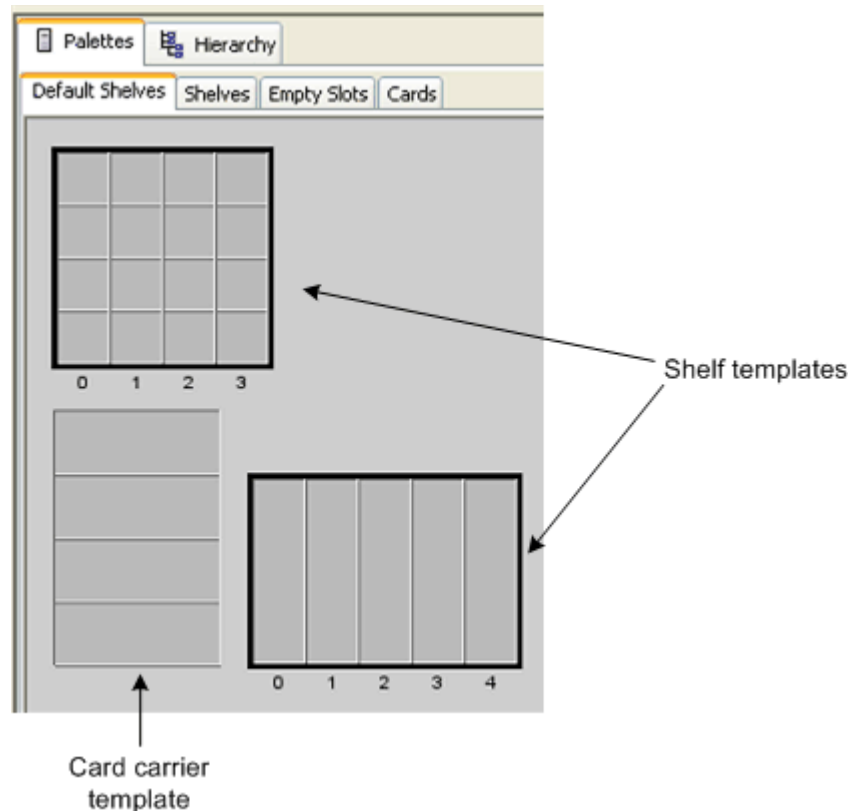 Palettes Hierarchy
Default Shelves Shelves Empty Slots Cards
0 1 2 3
Shelf templates
0 1 2 3 4
Card carrier
template